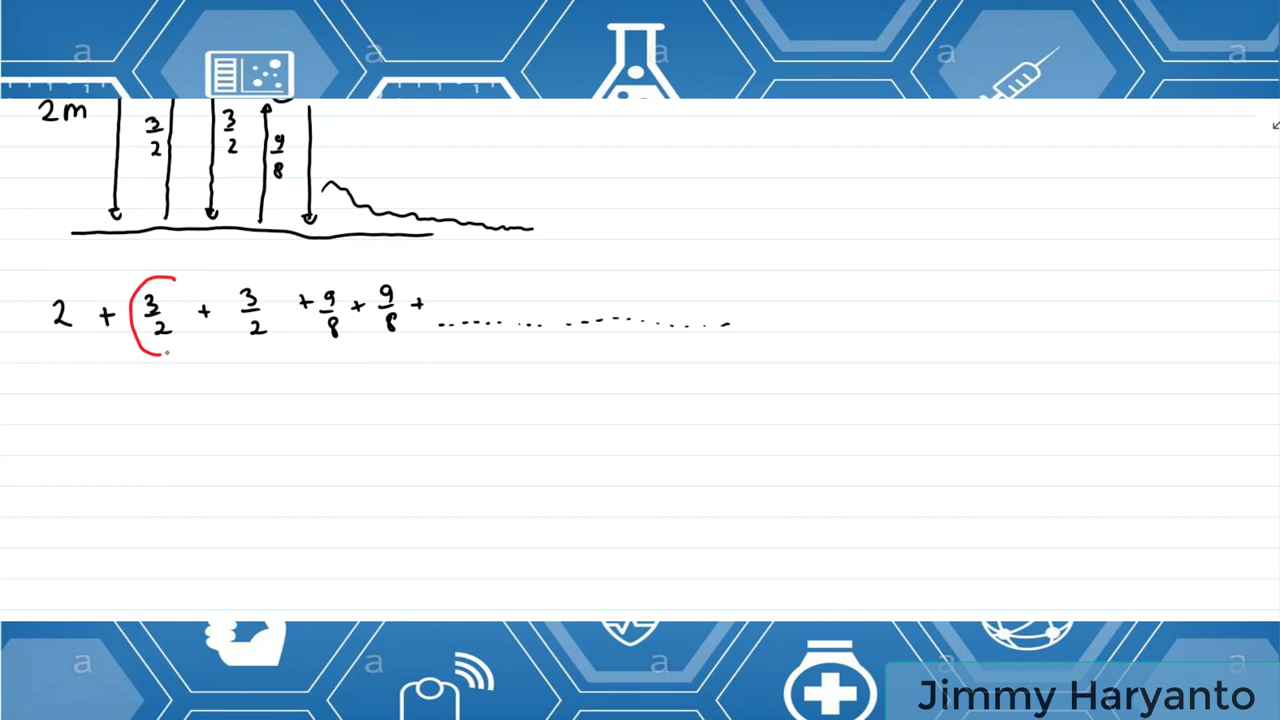 2m 3/2 3/2 9/8
2 + ( 3/2 + 3/2 + 9/8 + 9/8 + ..........
Jimmy Haryanto
a a a a a
a a a a a